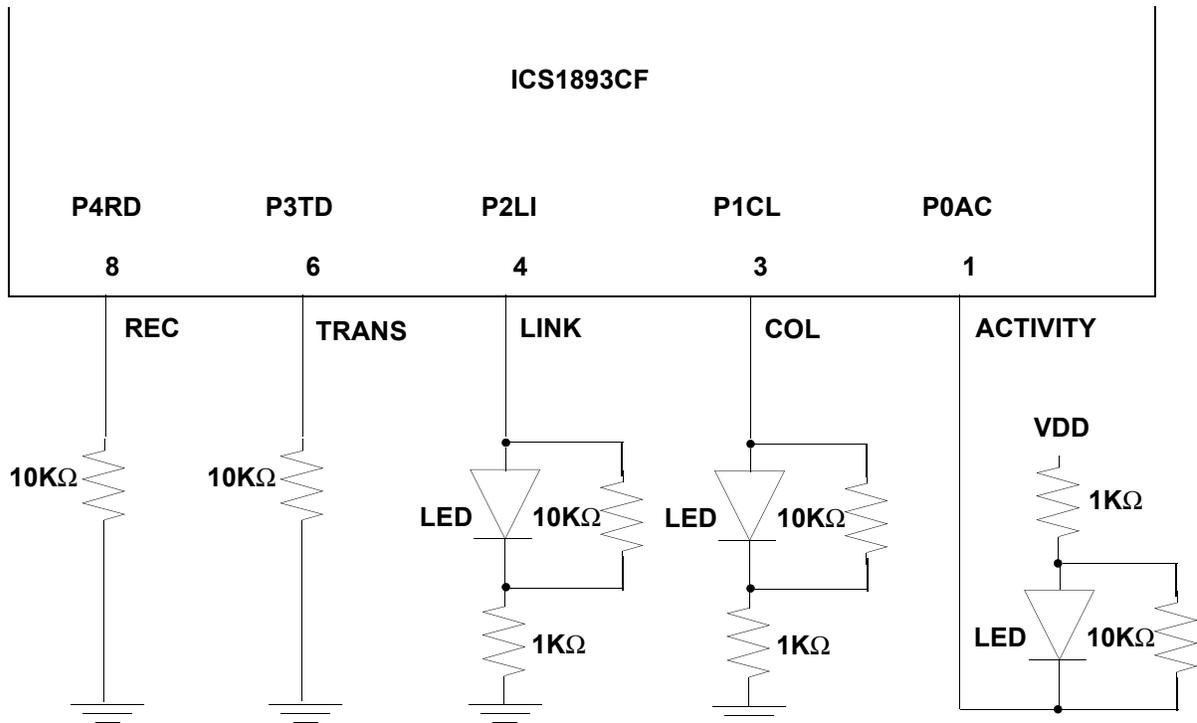 ICS1893CF
P4RD P3TD P2LI P1CL P0AC
8 6 4 3 1
REC TRANS LINK COL ACTIVITY
VDD
10KΩ 10KΩ
1KΩ
LED 10KΩ LED 10KΩ
1KΩ 1KΩ
LED 10KΩ